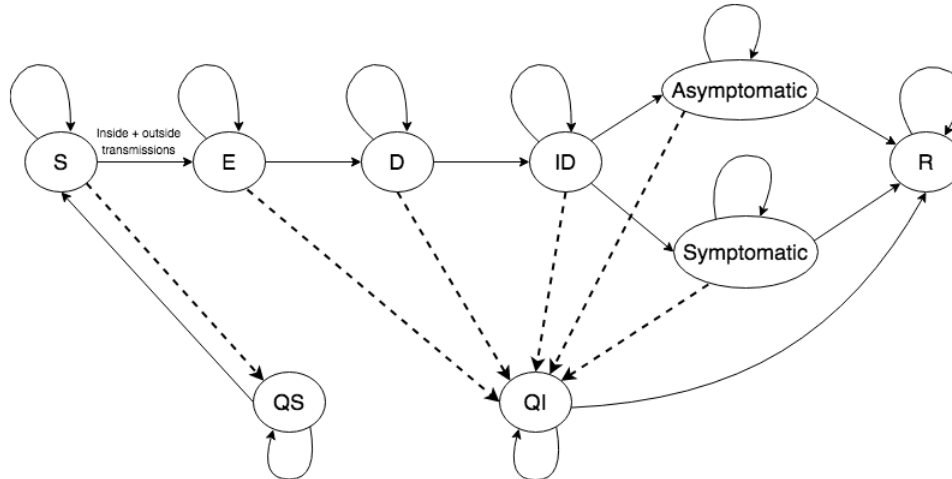 Asymptomatic
Inside + outside
transmissions
S
E
D
ID
R
Symptomatic
QS
QI